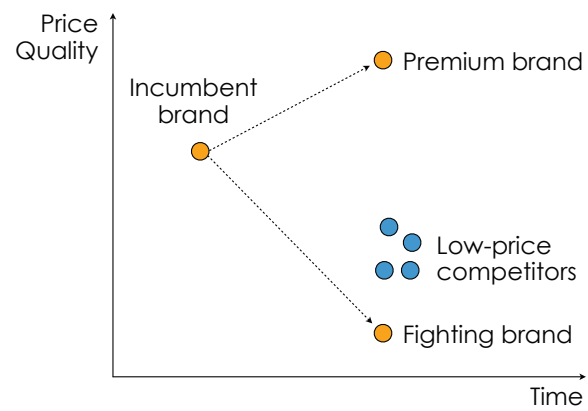 Price
Quality
Premium brand
Incumbent
brand
Low-price
competitors
Fighting brand
Time